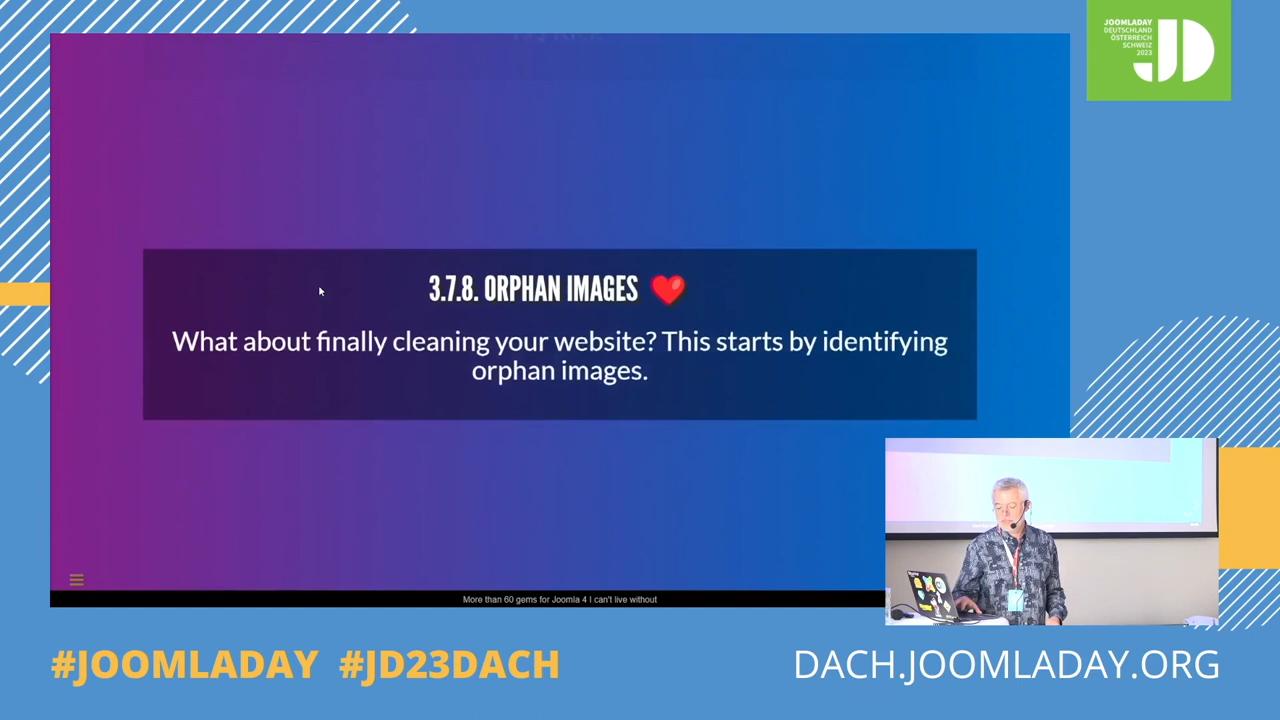 JOOMLADAY
DEUTSCHLAND
ÖSTERREICH
SCHWEIZ
2023
JD
3.7.8. ORPHAN IMAGES
What about finally cleaning your website? This starts by identifying
orphan images.
More than 60 gems for Joomla 4 I can't live without
#JOOMLADAY #JD23DACH
DACH.JOOMLADAY.ORG